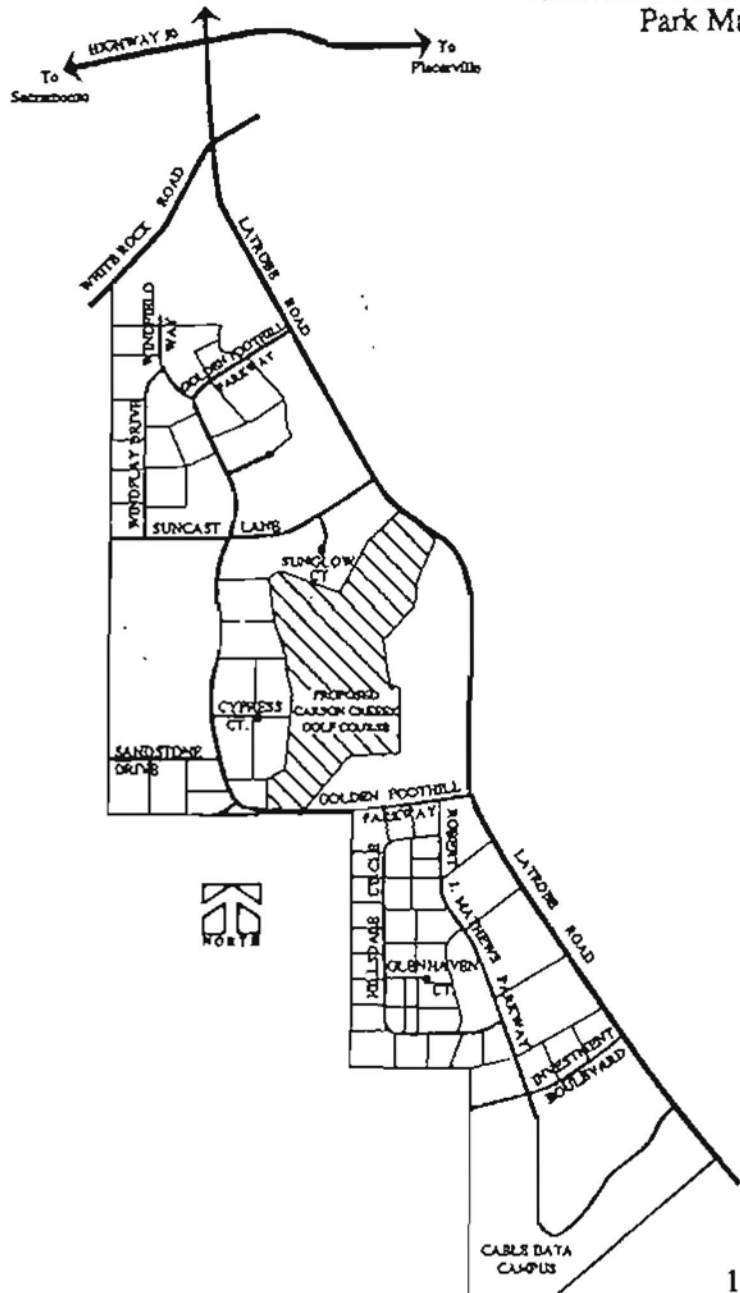 Park Ma
HIGHWAY 50
To
Sacramento
To
Placerville
WHITE ROCK ROAD
LATROBE ROAD
WINDFIELD
WAY
GOLDEN FOOTHILL
PARKWAY
WINDPLAY DRIVE
SUNCAST LANE
SUNGLOW
CT
PROPOSED
CARSON CREEK
GOLF COURSE
CYPRESS
CT.
SANDSTONE
DRIVE
GOLDEN FOOTHILL
PARKWAY
ROBERT
J. MATHEWS PARKWAY
LATROBE ROAD
HILLSDALE CIRCLE
GLENHAVEN
CT.
NORTH
INVESTMENT
BOULEVARD
CABLE DATA
CAMPUS
1